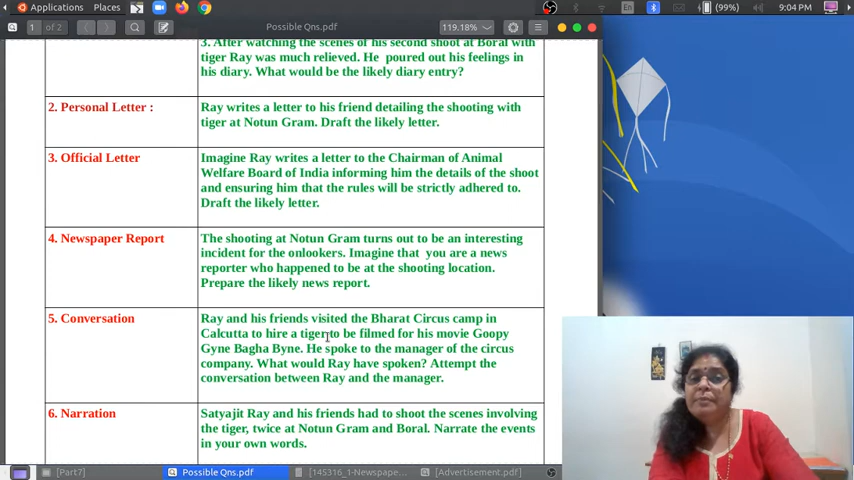 Applications Places En (99%) 9:04 PM
1 of 2 Possible Qns.pdf 119.18%
3. After watching the scenes of his second shoot at Boral with
tiger Ray was much relieved. He poured out his feelings in
his diary. What would be the likely diary entry?
2. Personal Letter :
Ray writes a letter to his friend detailing the shooting with
tiger at Notun Gram. Draft the likely letter.
3. Official Letter
Imagine Ray writes a letter to the Chairman of Animal
Welfare Board of India informing him the details of the shoot
and ensuring him that the rules will be strictly adhered to.
Draft the likely letter.
4. Newspaper Report
The shooting at Notun Gram turns out to be an interesting
incident for the onlookers. Imagine that you are a news
reporter who happened to be at the shooting location.
Prepare the likely news report.
5. Conversation
Ray and his friends visited the Bharat Circus camp in
Calcutta to hire a tiger to be filmed for his movie Goopy
Gyne Bagha Byne. He spoke to the manager of the circus
company. What would Ray have spoken? Attempt the
conversation between Ray and the manager.
6. Narration
Satyajit Ray and his friends had to shoot the scenes involving
the tiger, twice at Notun Gram and Boral. Narrate the events
in your own words.
[Part7] Possible Qns.pdf [145316_1-Newspape... [Advertisement.pdf]